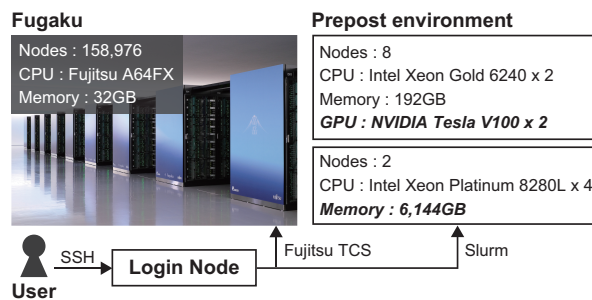 Fugaku
Nodes : 158,976
CPU : Fujitsu A64FX
Memory : 32GB
Prepost environment
Nodes : 8
CPU : Intel Xeon Gold 6240 x 2
Memory : 192GB
GPU : NVIDIA Tesla V100 x 2
Nodes : 2
CPU : Intel Xeon Platinum 8280L x 4
Memory : 6,144GB
SSH
Login Node
Fujitsu TCS
Slurm
User